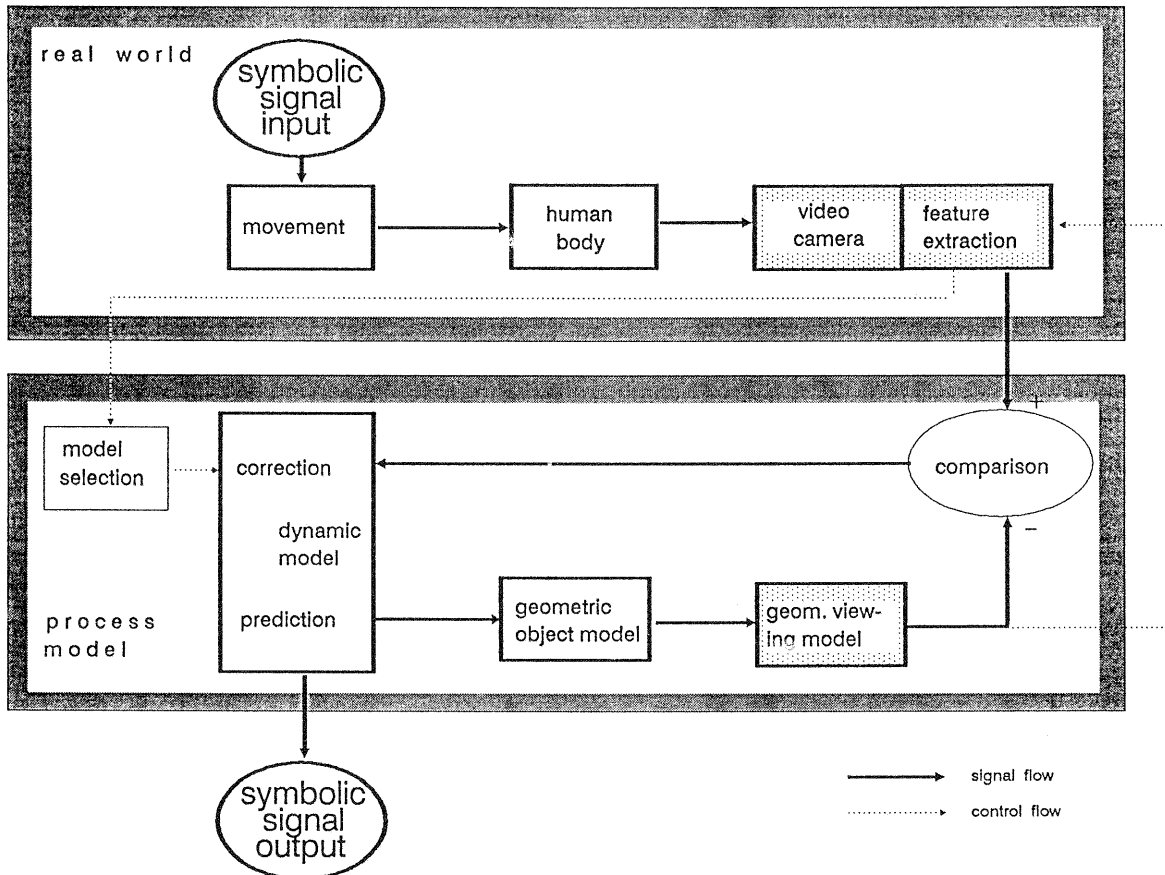 real world
symbolic
signal
input
movement
human
body
video
camera
feature
extraction
+
model
selection
correction
comparison
dynamic
model
−
prediction
geometric
object model
geom. view-
ing model
process
model
signal flow
control flow
symbolic
signal
output